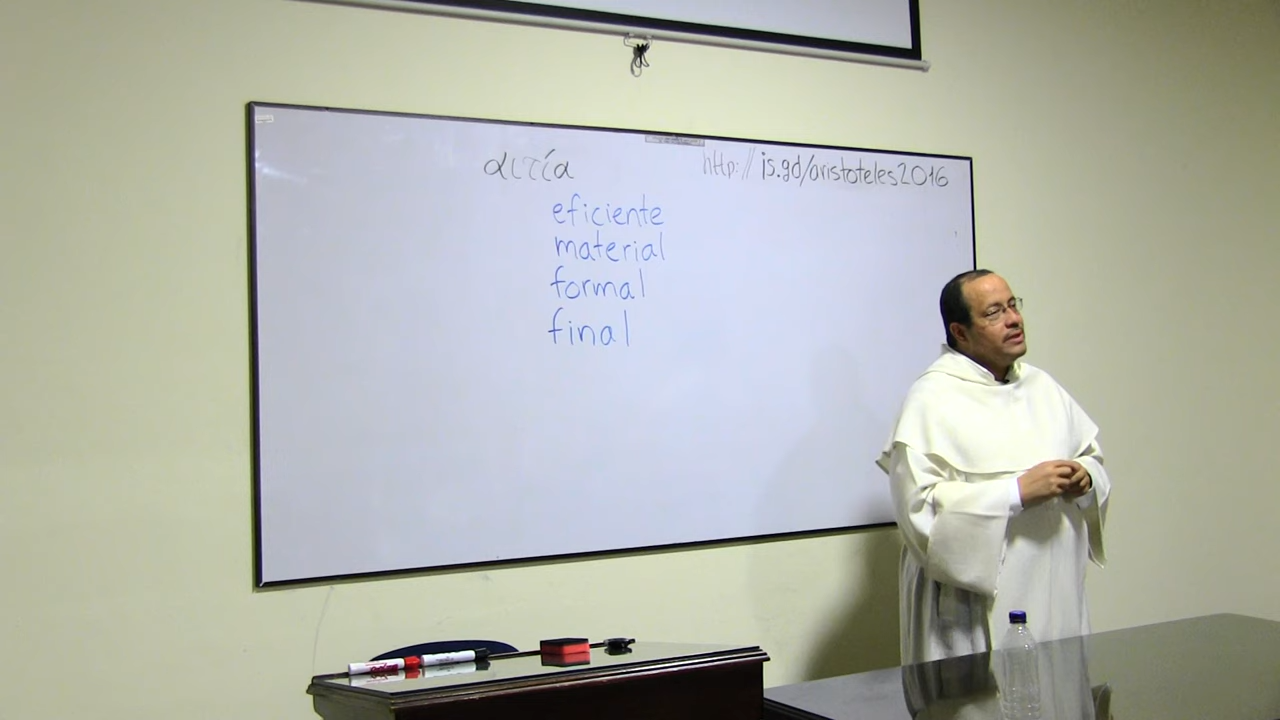 αιτία
http://is.gd/aristoteles2016
eficiente
material
formal
final